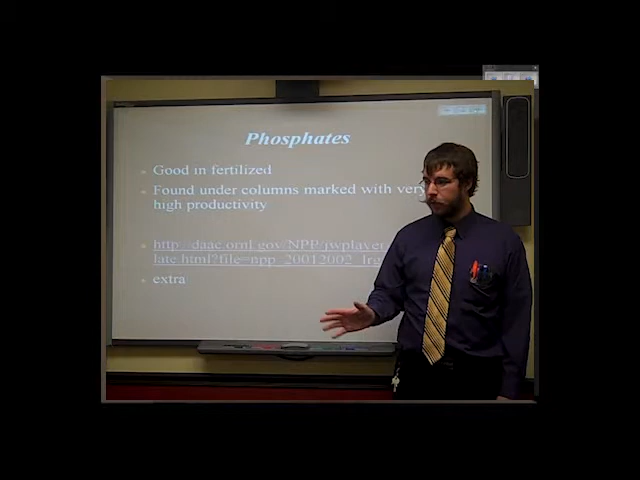 Phosphates
Good in fertilized
Found under columns marked with very
high productivity
http://daac.ornl.gov/NPP/jwplayer
late.html?file=npp_20012002_lrg
extra